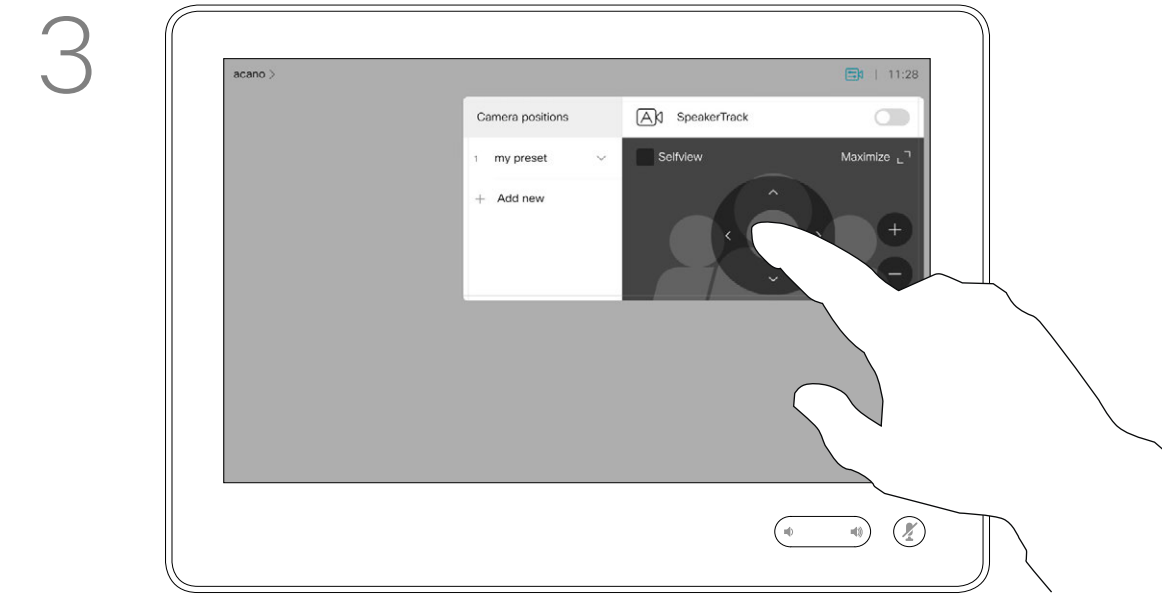 3
acano >
11:28
Camera positions
SpeakerTrack
1 my preset
Selfview
Maximize
+ Add new